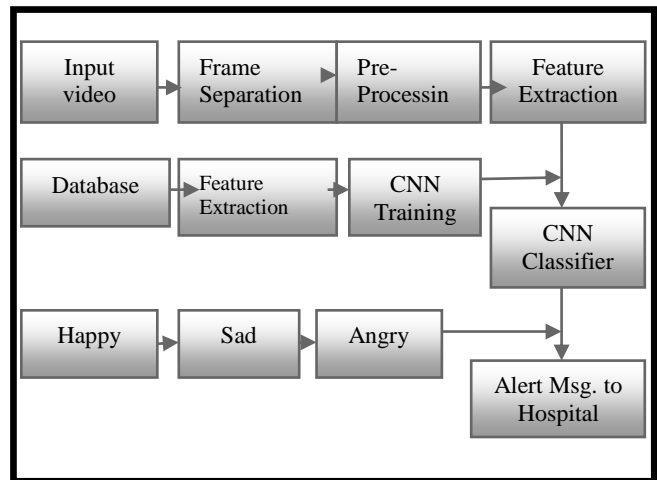 Input
video
Frame
Separation
Pre-
Processin
Feature
Extraction
Database
Feature
Extraction
CNN
Training
CNN
Classifier
Happy
Sad
Angry
Alert Msg. to
Hospital